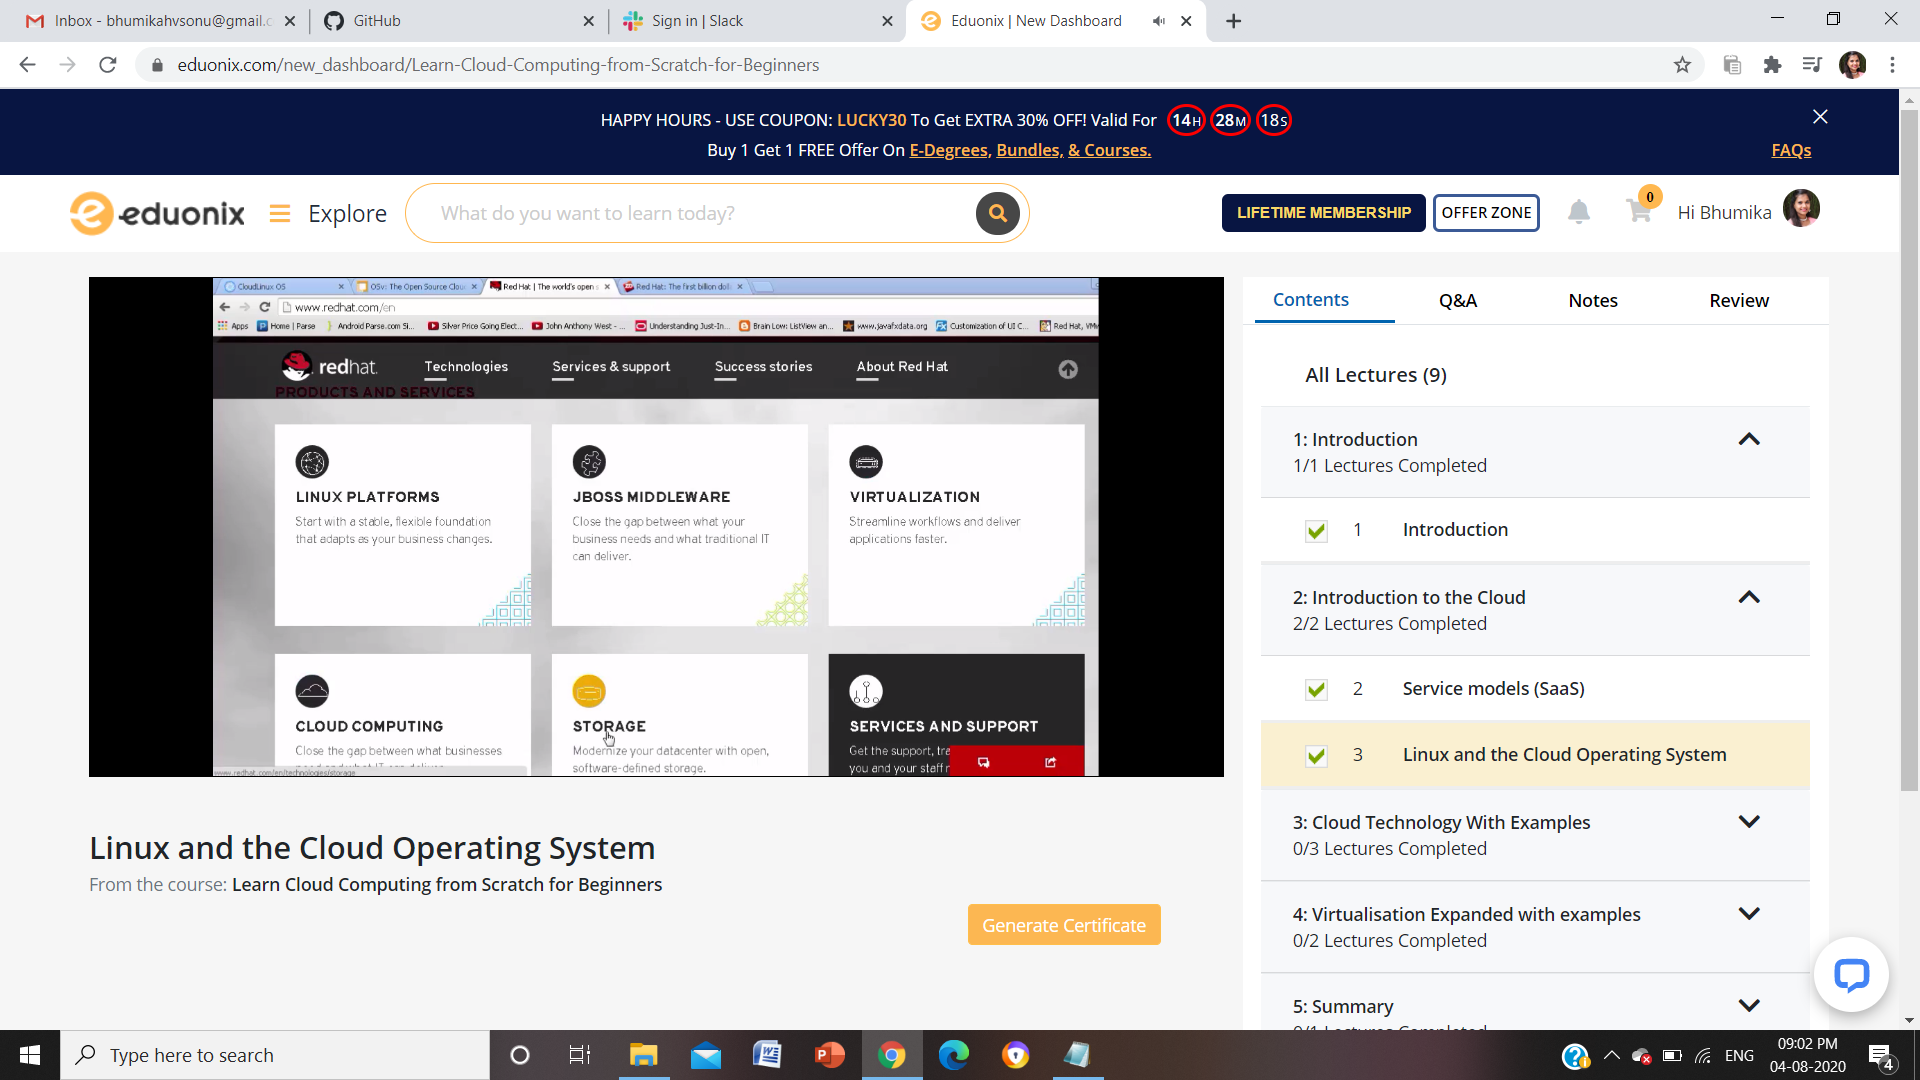 Inbox - bhumikahvsonu@gmail.c
GitHub
Sign in | Slack
Eduonix | New Dashboard
eduonix.com/new_dashboard/Learn-Cloud-Computing-from-Scratch-for-Beginners
HAPPY HOURS - USE COUPON: LUCKY30 To Get EXTRA 30% OFF! Valid For 14H 28M 18S
Buy 1 Get 1 FREE Offer On E-Degrees, Bundles, & Courses.
FAQs
eduonix
Explore
What do you want to learn today?
LIFETIME MEMBERSHIP
OFFER ZONE
0
Hi Bhumika
CloudLinux OS
OSv: The Open Source Clou
Red Hat | The world's open s
Red Hat: The first billion doll
www.redhat.com/en
Apps
Home | Parse
Android Parse.com Si...
Silver Price Going Elect...
John Anthony West - ...
Understanding Just-In...
Brain Low: ListView an...
www.javafxdata.org
Customization of UI C...
Red Hat, VM
redhat.
Technologies
Services & support
Success stories
About Red Hat
PRODUCTS AND SERVICES
LINUX PLATFORMS
Start with a stable, flexible foundation
that adapts as your business changes.
JBOSS MIDDLEWARE
Close the gap between what your
business needs and what traditional IT
can deliver.
VIRTUALIZATION
Streamline workflows and deliver
applications faster.
CLOUD COMPUTING
Close the gap between what businesses
need and what IT can deliver.
STORAGE
Modernize your datacenter with open,
software-defined storage.
SERVICES AND SUPPORT
Get the support, tra
you and your staff r
www.redhat.com/en/technologies/storage
Linux and the Cloud Operating System
From the course: Learn Cloud Computing from Scratch for Beginners
Generate Certificate
Contents
Q&A
Notes
Review
All Lectures (9)
1: Introduction
1/1 Lectures Completed
1 Introduction
2: Introduction to the Cloud
2/2 Lectures Completed
2 Service models (SaaS)
3 Linux and the Cloud Operating System
3: Cloud Technology With Examples
0/3 Lectures Completed
4: Virtualisation Expanded with examples
0/2 Lectures Completed
5: Summary
0/1 Lectures Completed
Type here to search
ENG
09:02 PM
04-08-2020
4